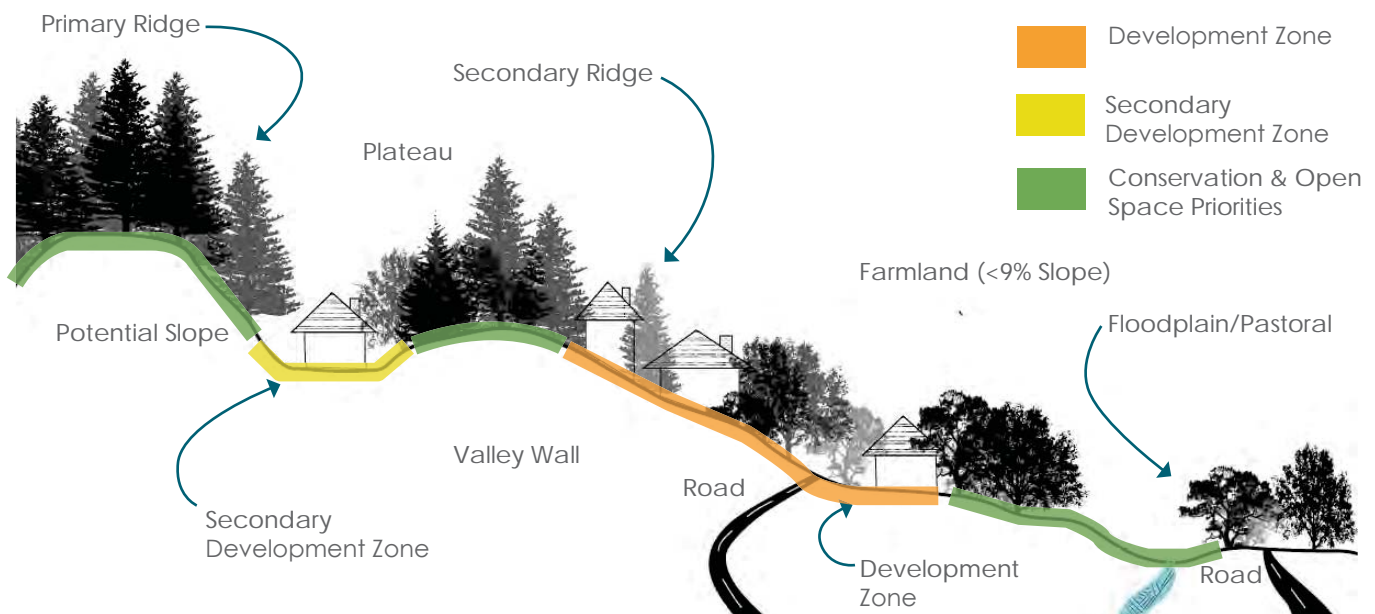 Primary Ridge
Secondary Ridge
Plateau
Development Zone
Secondary
Development Zone
Conservation & Open
Space Priorities
Farmland (<9% Slope)
Potential Slope
Floodplain/Pastoral
Valley Wall
Road
Secondary
Development Zone
Development
Zone
Road